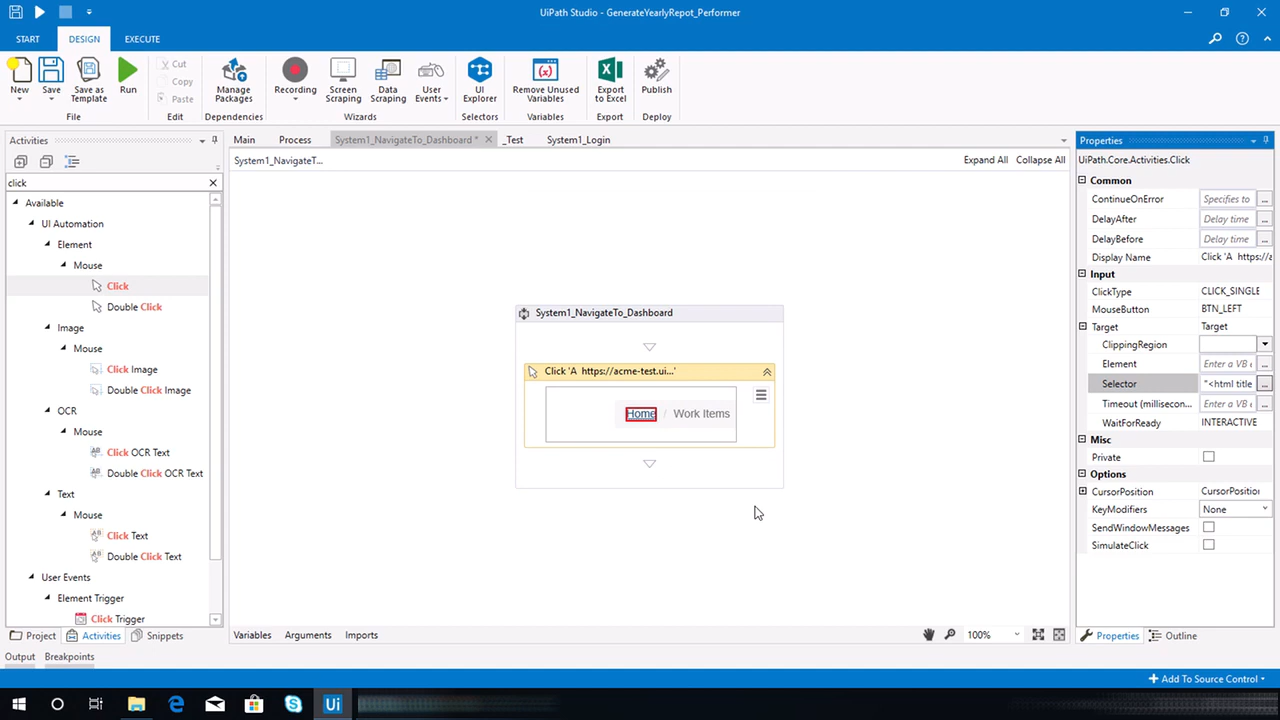 UiPath Studio - GenerateYearlyRepot_Performer
START DESIGN EXECUTE
New
Save
Save as Template
Run
Cut
Copy
Paste
Manage Packages
Recording
Screen Scraping
Data Scraping
User Events
UI Explorer
Remove Unused Variables
Export to Excel
Publish
File Edit Dependencies Wizards Selectors Variables Export Deploy
Activities
click
Available
UI Automation
Element
Mouse
Click
Double Click
Image
Mouse
Click Image
Double Click Image
OCR
Mouse
Click OCR Text
Double Click OCR Text
Text
Mouse
Click Text
Double Click Text
User Events
Element Trigger
Click Trigger
Project Activities Snippets
Output Breakpoints
Main Process System1_NavigateTo_Dashboard * _Test System1_Login
System1_NavigateT... Expand All Collapse All
System1_NavigateTo_Dashboard
Click 'A https://acme-test.ui...'
Home / Work Items
Variables Arguments Imports 100%
Properties
UiPath.Core.Activities.Click
Common
ContinueOnError Specifies to ...
DelayAfter Delay time ...
DelayBefore Delay time ...
Display Name Click 'A https://a
Input
ClickType CLICK_SINGLE
MouseButton BTN_LEFT
Target Target
ClippingRegion
Element Enter a VB e ...
Selector "<html title ...
Timeout (millisecon... Enter a VB e ...
WaitForReady INTERACTIVE
Misc
Private
Options
CursorPosition CursorPosition
KeyModifiers None
SendWindowMessages
SimulateClick
Properties Outline
Add To Source Control
Ui